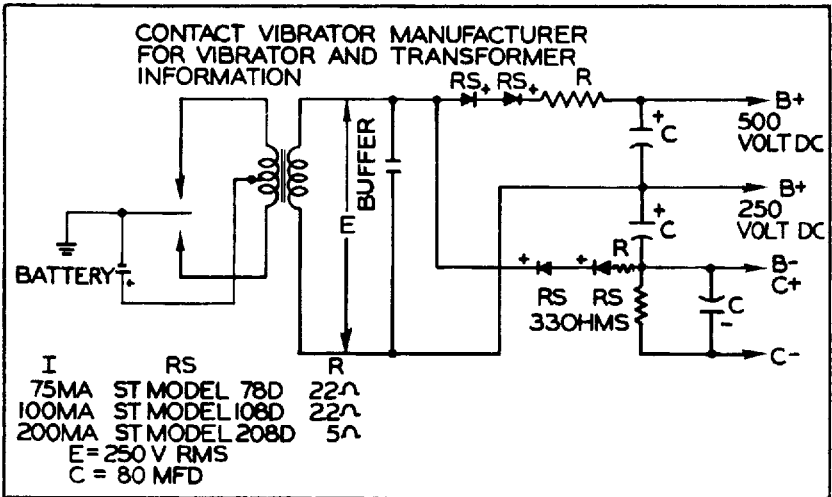 CONTACT VIBRATOR MANUFACTURER
FOR VIBRATOR AND TRANSFORMER
INFORMATION
RS+ RS+ R
B+
500
VOLT DC
+
C
BUFFER
E
B+
250
VOLT DC
+
C
BATTERY
+
+ + R
RS RS
330HMS
B-
C+
+
C
-
C-
I RS R
75MA ST MODEL 78D 22Ω
100MA ST MODEL 108D 22Ω
200MA ST MODEL 208D 5Ω
E=250 V RMS
C = 80 MFD